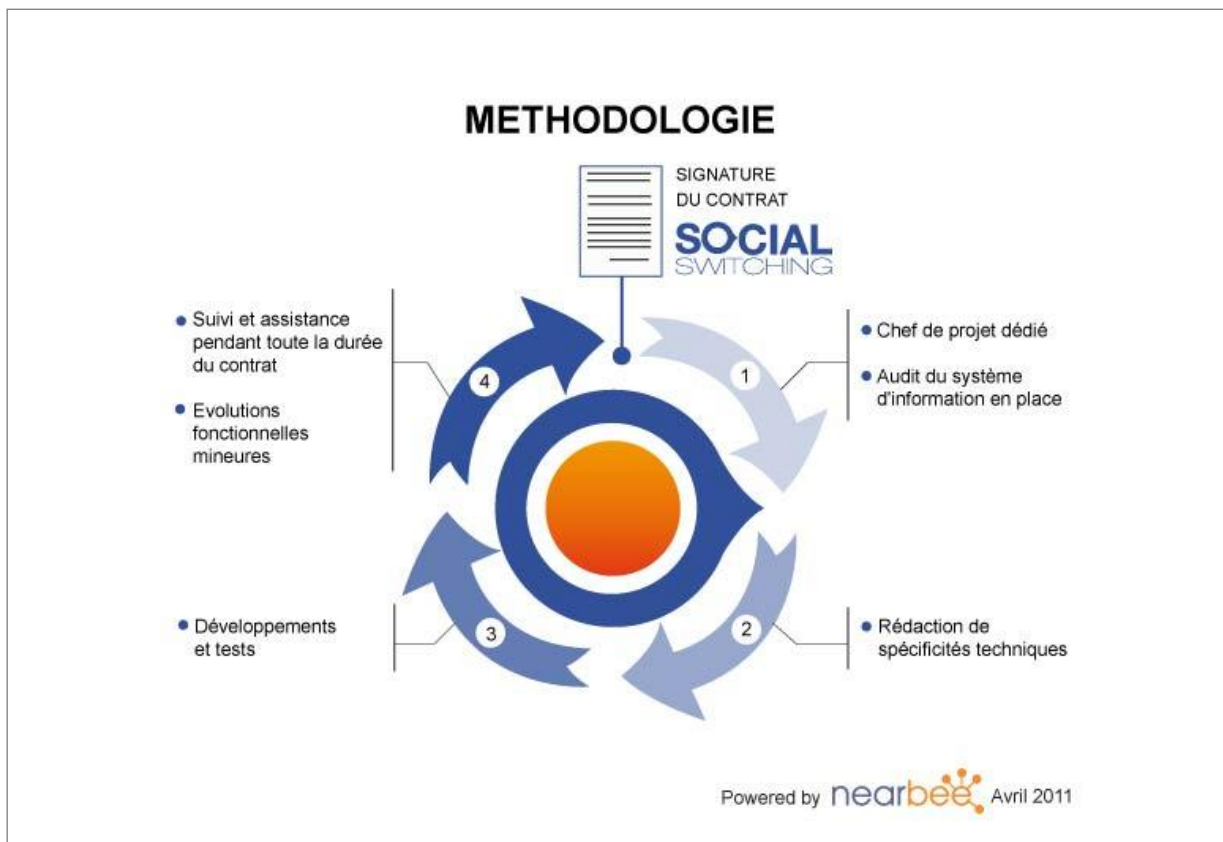 METHODOLOGIE
SIGNATURE
DU CONTRAT
SOCIAL
SWITCHING
1
Chef de projet dédié
Audit du système
d'information en place
2
Rédaction de
spécificités techniques
3
Développements
et tests
4
Suivi et assistance
pendant toute la durée
du contrat
Evolutions
fonctionnelles
mineures
Powered by nearbee Avril 2011